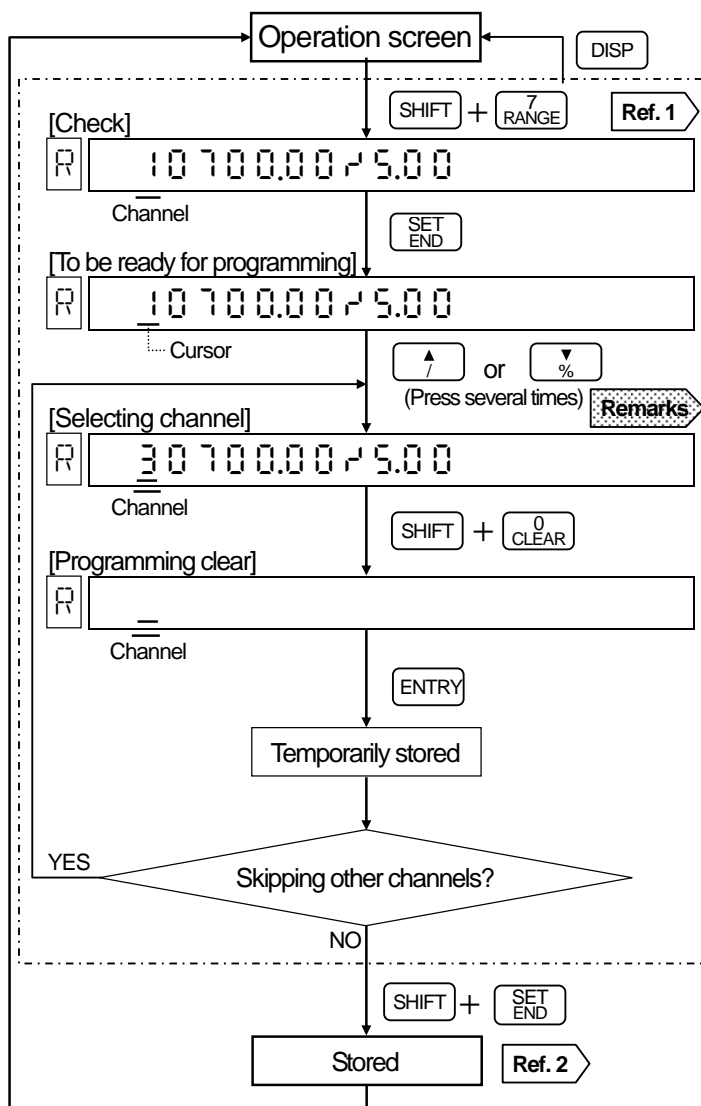 Operation screen
DISP
SHIFT + 7 RANGE
Ref. 1
[Check]
R 10700.00/5.00
Channel
SET END
[To be ready for programming]
R 10700.00/5.00
Cursor
▲ / or ▼ %
(Press several times)
Remarks
[Selecting channel]
R 30700.00/5.00
Channel
SHIFT + 0 CLEAR
[Programming clear]
R
Channel
ENTRY
Temporarily stored
YES
Skipping other channels?
NO
SHIFT + SET END
Stored
Ref. 2